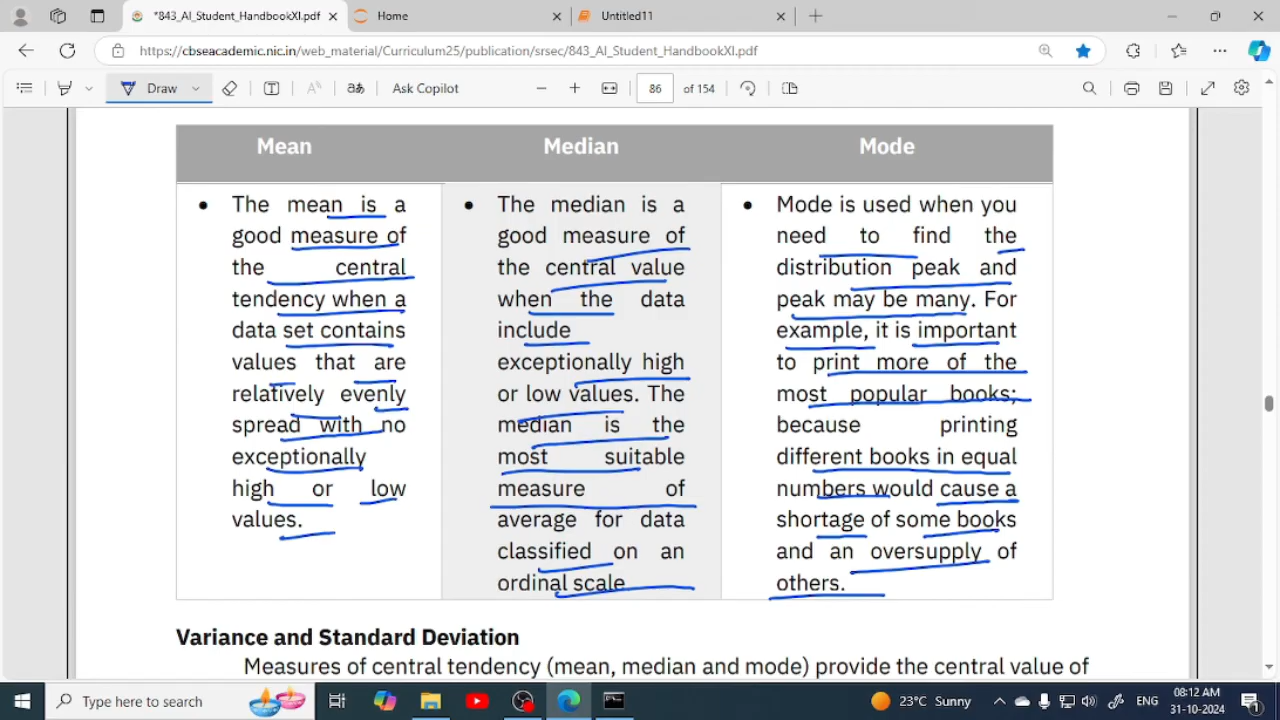 *843_AI_Student_HandbookXI.pdf
Home
Untitled11
https://cbseacademic.nic.in/web_material/Curriculum25/publication/srsec/843_AI_Student_HandbookXI.pdf
Draw
Ask Copilot
86 of 154
Mean
The mean is a
good measure of
the central
tendency when a
data set contains
values that are
relatively evenly
spread with no
exceptionally
high or low
values.
Median
The median is a
good measure of
the central value
when the data
include
exceptionally high
or low values. The
median is the
most suitable
measure of
average for data
classified on an
ordinal scale
Mode
Mode is used when you
need to find the
distribution peak and
peak may be many. For
example, it is important
to print more of the
most popular books;
because printing
different books in equal
numbers would cause a
shortage of some books
and an oversupply of
others.
Variance and Standard Deviation
Measures of central tendency (mean, median and mode) provide the central value of
Type here to search
23°C Sunny
ENG
08:12 AM
31-10-2024